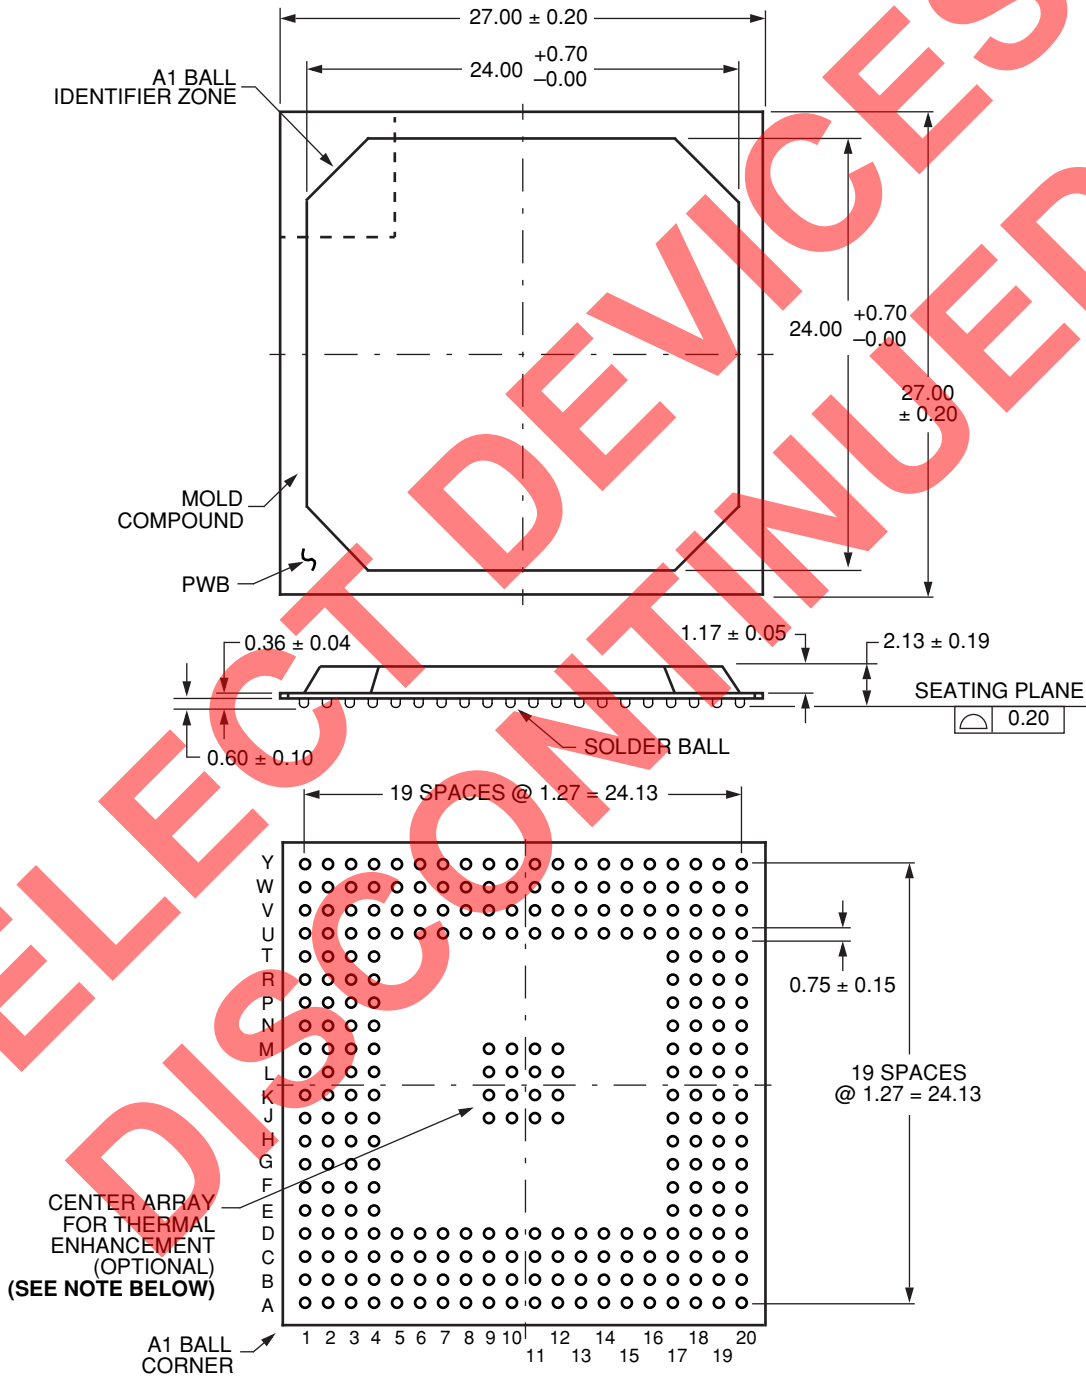 27.00 ± 0.20
+0.70
24.00
–0.00
A1 BALL
IDENTIFIER ZONE
+0.70
24.00
–0.00
27.00
± 0.20
MOLD
COMPOUND
PWB
0.36 ± 0.04
1.17 ± 0.05
2.13 ± 0.19
SEATING PLANE
0.20
SOLDER BALL
0.60 ± 0.10
19 SPACES @ 1.27 = 24.13
Y
W
V
U
T
R
P
N
M
L
K
J
H
G
F
E
D
C
B
A
0.75 ± 0.15
19 SPACES
@ 1.27 = 24.13
CENTER ARRAY
FOR THERMAL
ENHANCEMENT
(OPTIONAL)
(SEE NOTE BELOW)
1 2 3 4 5 6 7 8 9 10 12 14 16 18 20
11 13 15 17 19
A1 BALL
CORNER
SELECT DEVICES
DISCONTINUED